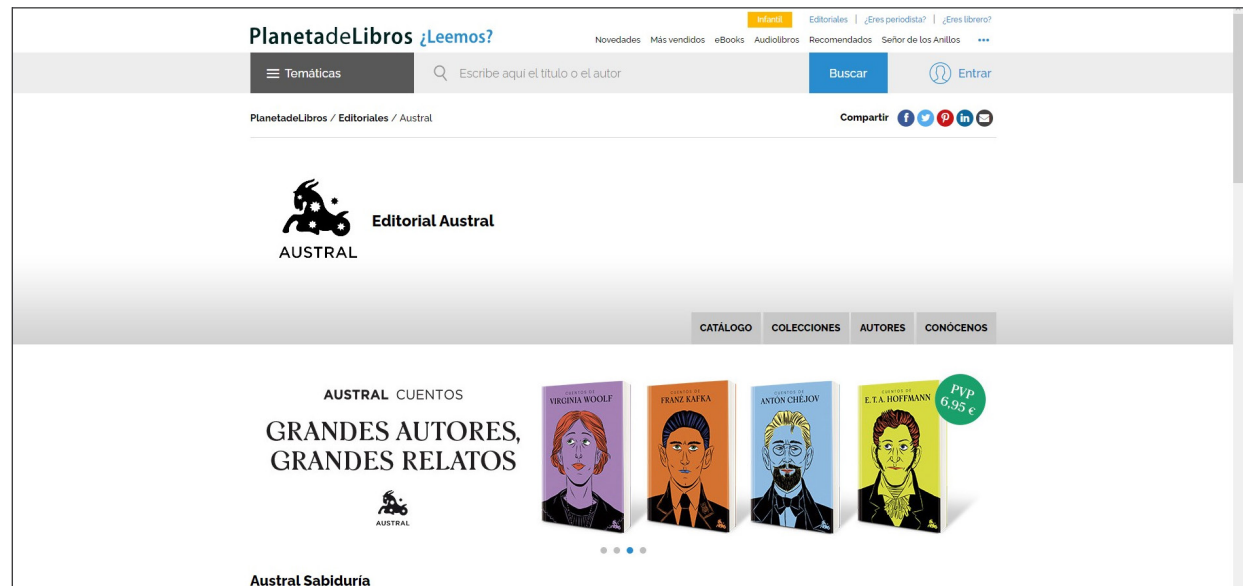 Infantil Editoriales | ¿Eres periodista? | ¿Eres librero?
PlanetadeLibros ¿Leemos?
Novedades Más vendidos eBooks Audiolibros Recomendados Señor de los Anillos
Temáticas Escribe aquí el título o el autor Buscar Entrar
PlanetadeLibros / Editoriales / Austral Compartir
AUSTRAL
Editorial Austral
CATÁLOGO COLECCIONES AUTORES CONÓCENOS
AUSTRAL CUENTOS
GRANDES AUTORES,
GRANDES RELATOS
AUSTRAL
CUENTOS DE
VIRGINIA WOOLF
CUENTOS DE
FRANZ KAFKA
CUENTOS DE
ANTÓN CHÉJOV
CUENTOS DE
E.T.A. HOFFMANN
PVP
6,95 €
Austral Sabiduría